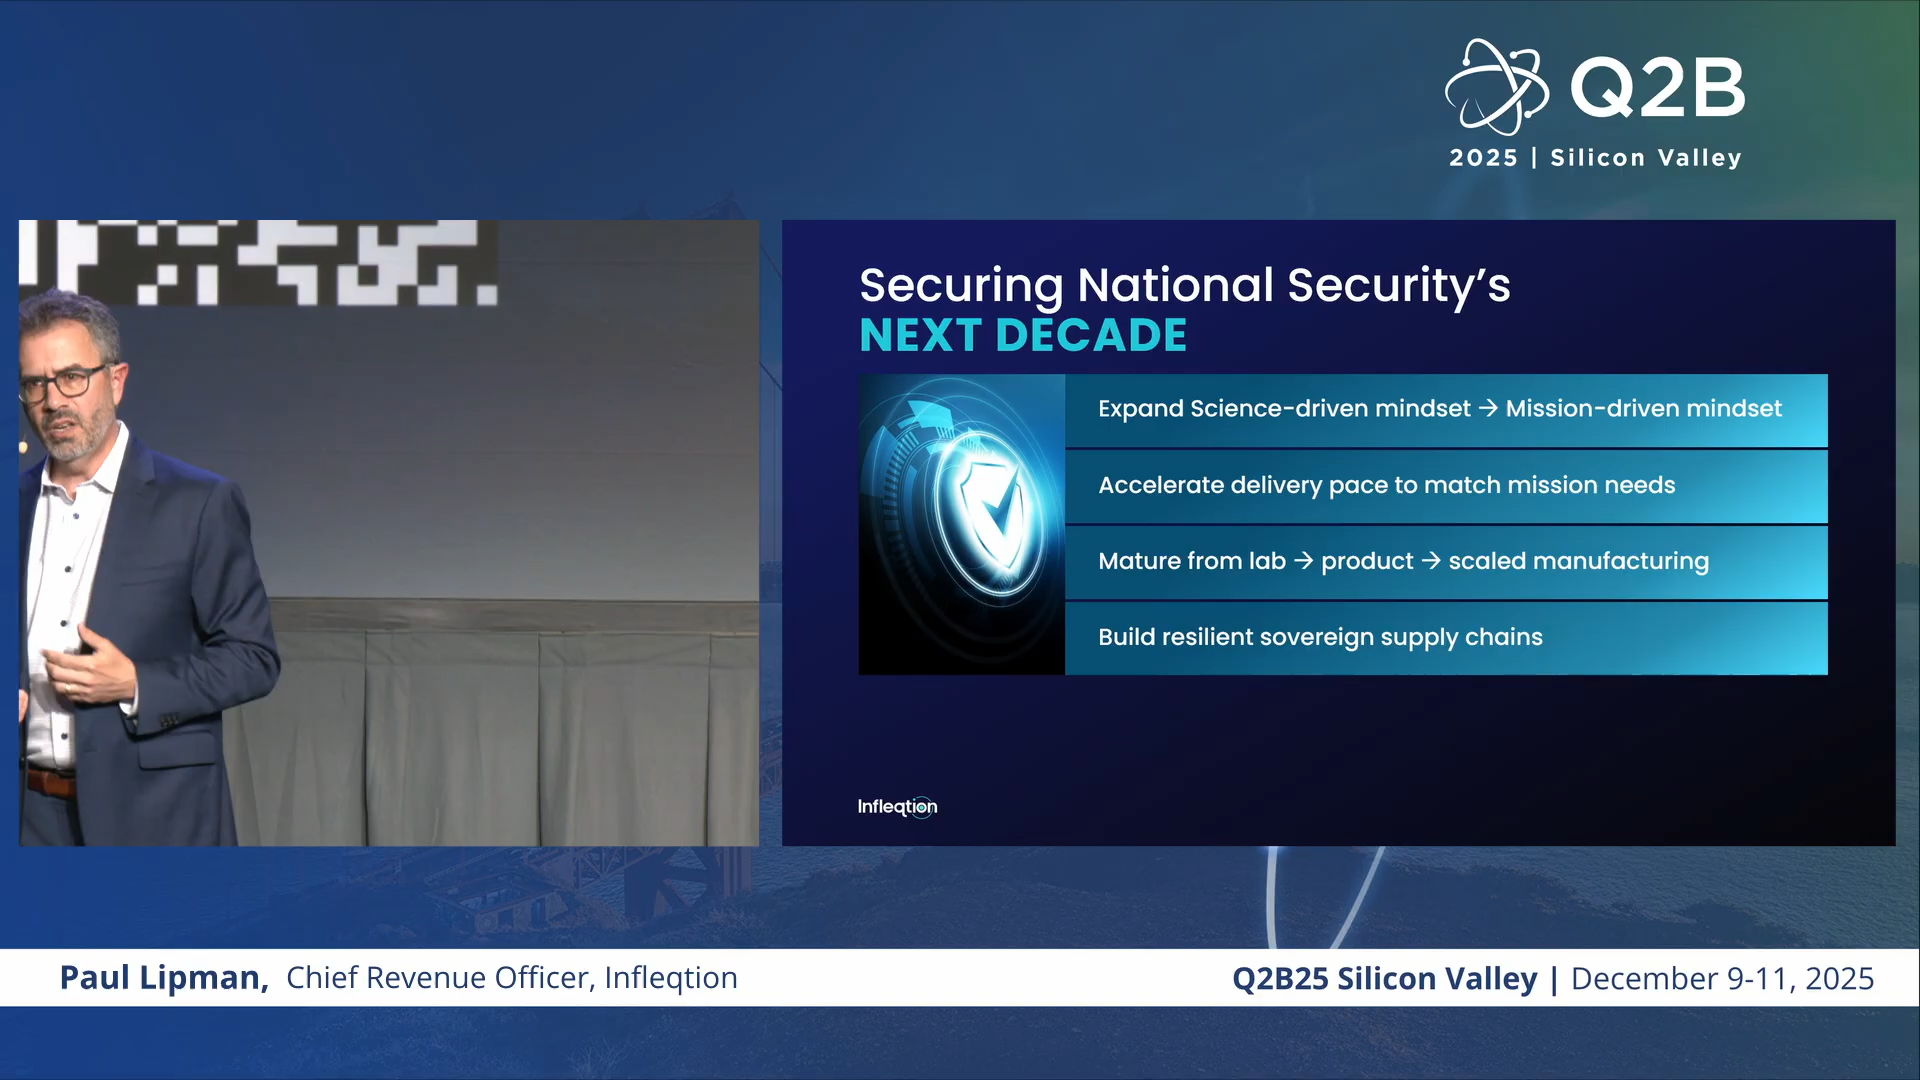 Q2B
2025 | Silicon Valley
Securing National Security’s
NEXT DECADE
Expand Science-driven mindset → Mission-driven mindset
Accelerate delivery pace to match mission needs
Mature from lab → product → scaled manufacturing
Build resilient sovereign supply chains
Infleqtion
Paul Lipman, Chief Revenue Officer, Infleqtion
Q2B25 Silicon Valley | December 9-11, 2025